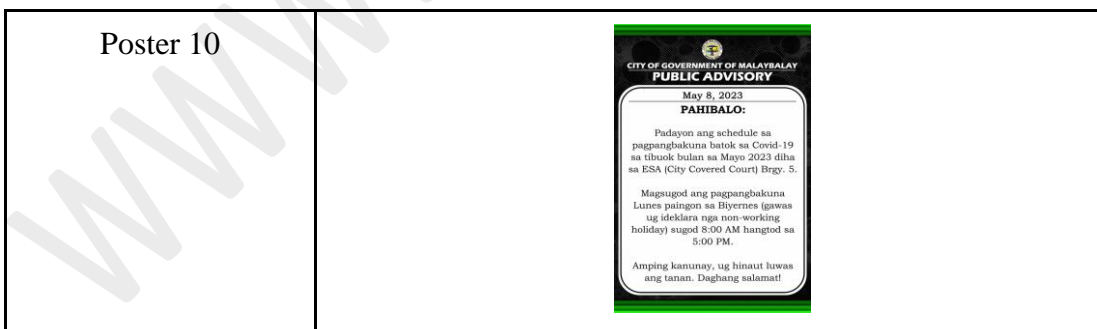 Poster 10
CITY OF GOVERNMENT OF MALAYBALAY
PUBLIC ADVISORY
May 8, 2023
PAHIBALO:
Padayon ang schedule sa
pagpangbakuna batok sa Covid-19
sa tibuok bulan sa Mayo 2023 diha
sa ESA (City Covered Court) Brgy. 5.
Magsugod ang pagpangbakuna
Lunes paingon sa Biyernes (gawas
ug ideklara nga non-working
holiday) sugod 8:00 AM hangtod sa
5:00 PM.
Amping kanunay, ug hinaut luwas
ang tanan. Daghang salamat!